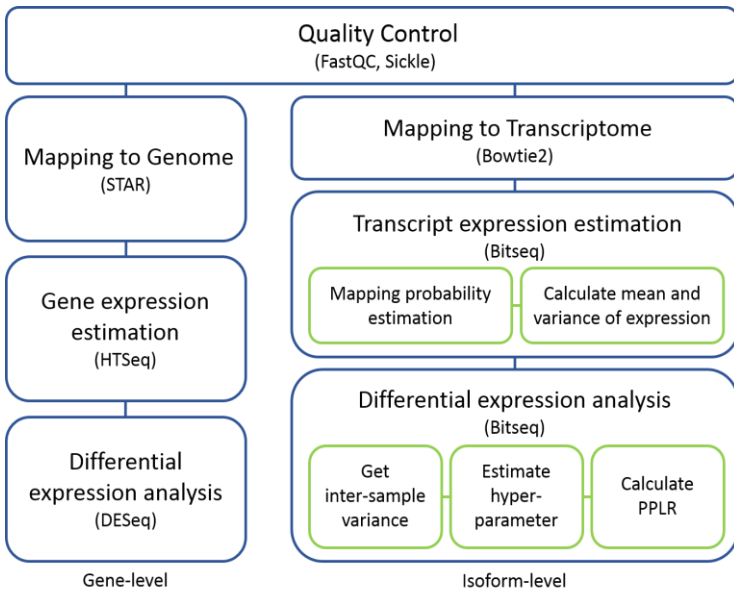 Quality Control
(FastQC, Sickle)
Mapping to Genome
(STAR)
Gene expression
estimation
(HTSeq)
Differential
expression analysis
(DESeq)
Gene-level
Mapping to Transcriptome
(Bowtie2)
Transcript expression estimation
(Bitseq)
Mapping probability
estimation
Calculate mean and
variance of expression
Differential expression analysis
(Bitseq)
Get
inter-sample
variance
Estimate
hyper-
parameter
Calculate
PPLR
Isoform-level